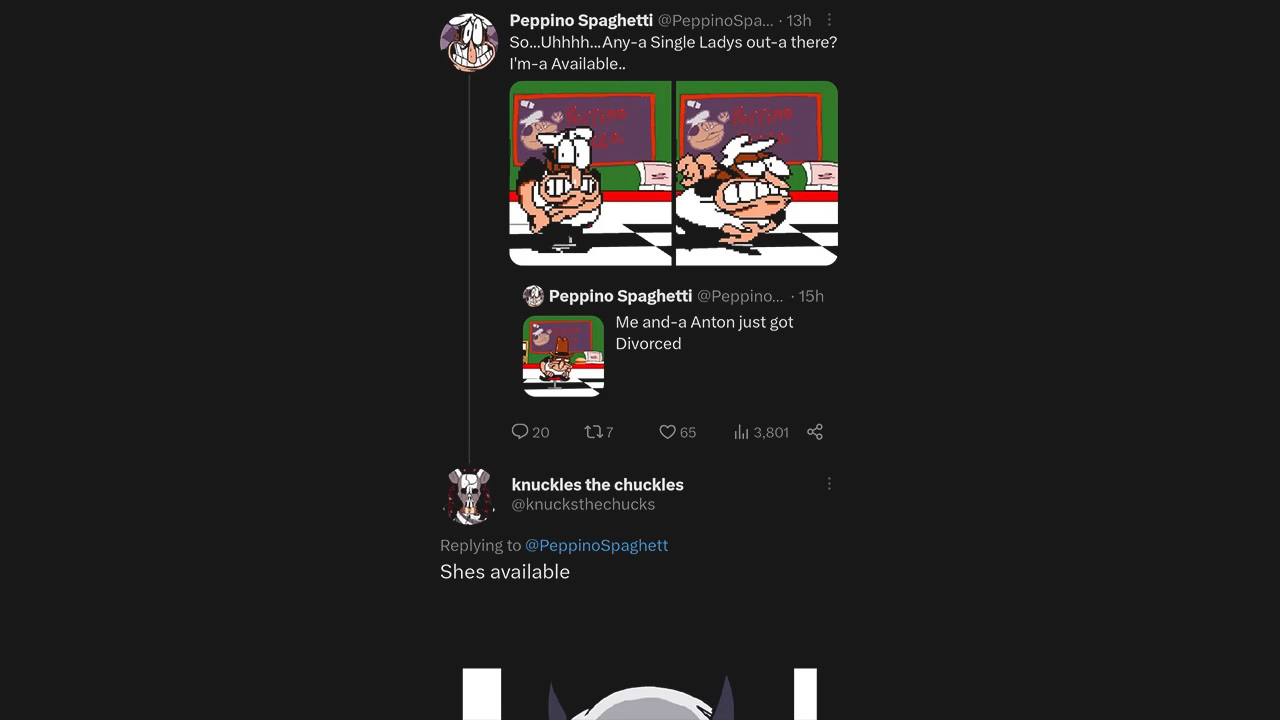 Peppino Spaghetti @PeppinoSpa... · 13h
So...Uhhhh...Any-a Single Ladys out-a there?
I'm-a Available..
Peppino Spaghetti @Peppino... · 15h
Me and-a Anton just got
Divorced
20 7 65 3,801
knuckles the chuckles
@knucksthechucks
Replying to @PeppinoSpaghett
Shes available